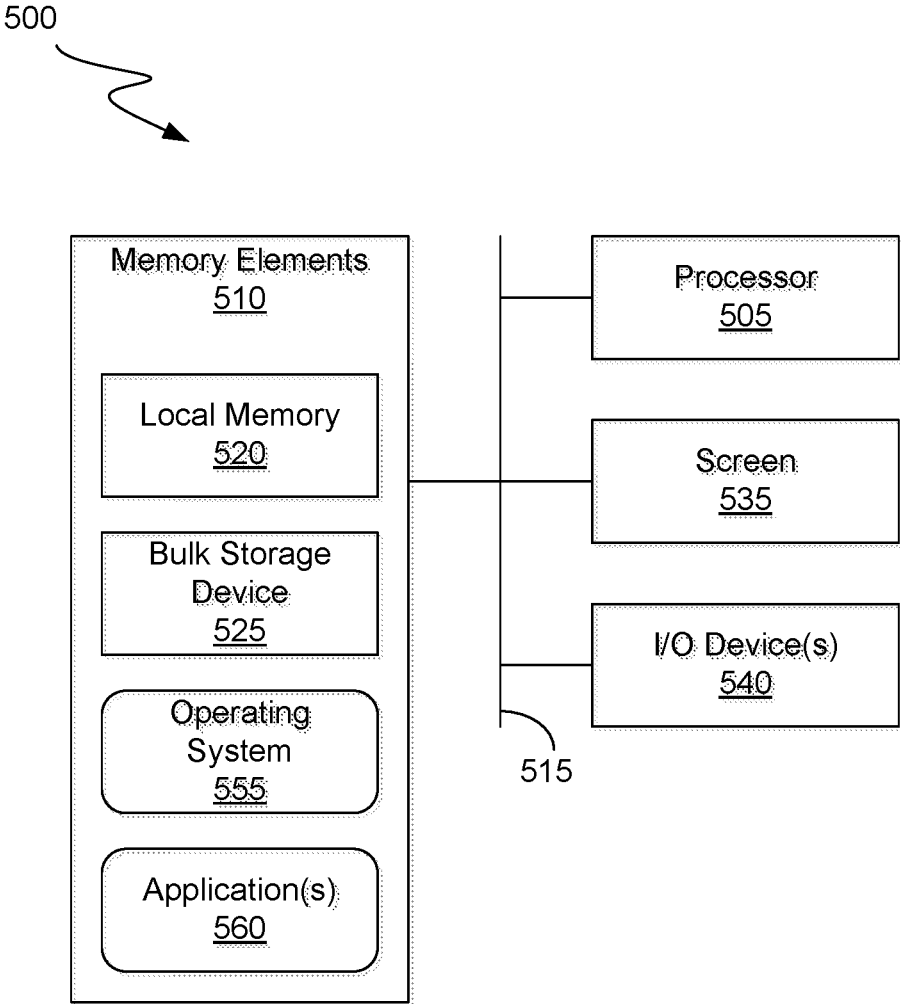 500
Memory Elements
510
Local Memory
520
Bulk Storage
Device
525
Operating
System
555
Application(s)
560
Processor
505
Screen
535
I/O Device(s)
540
515